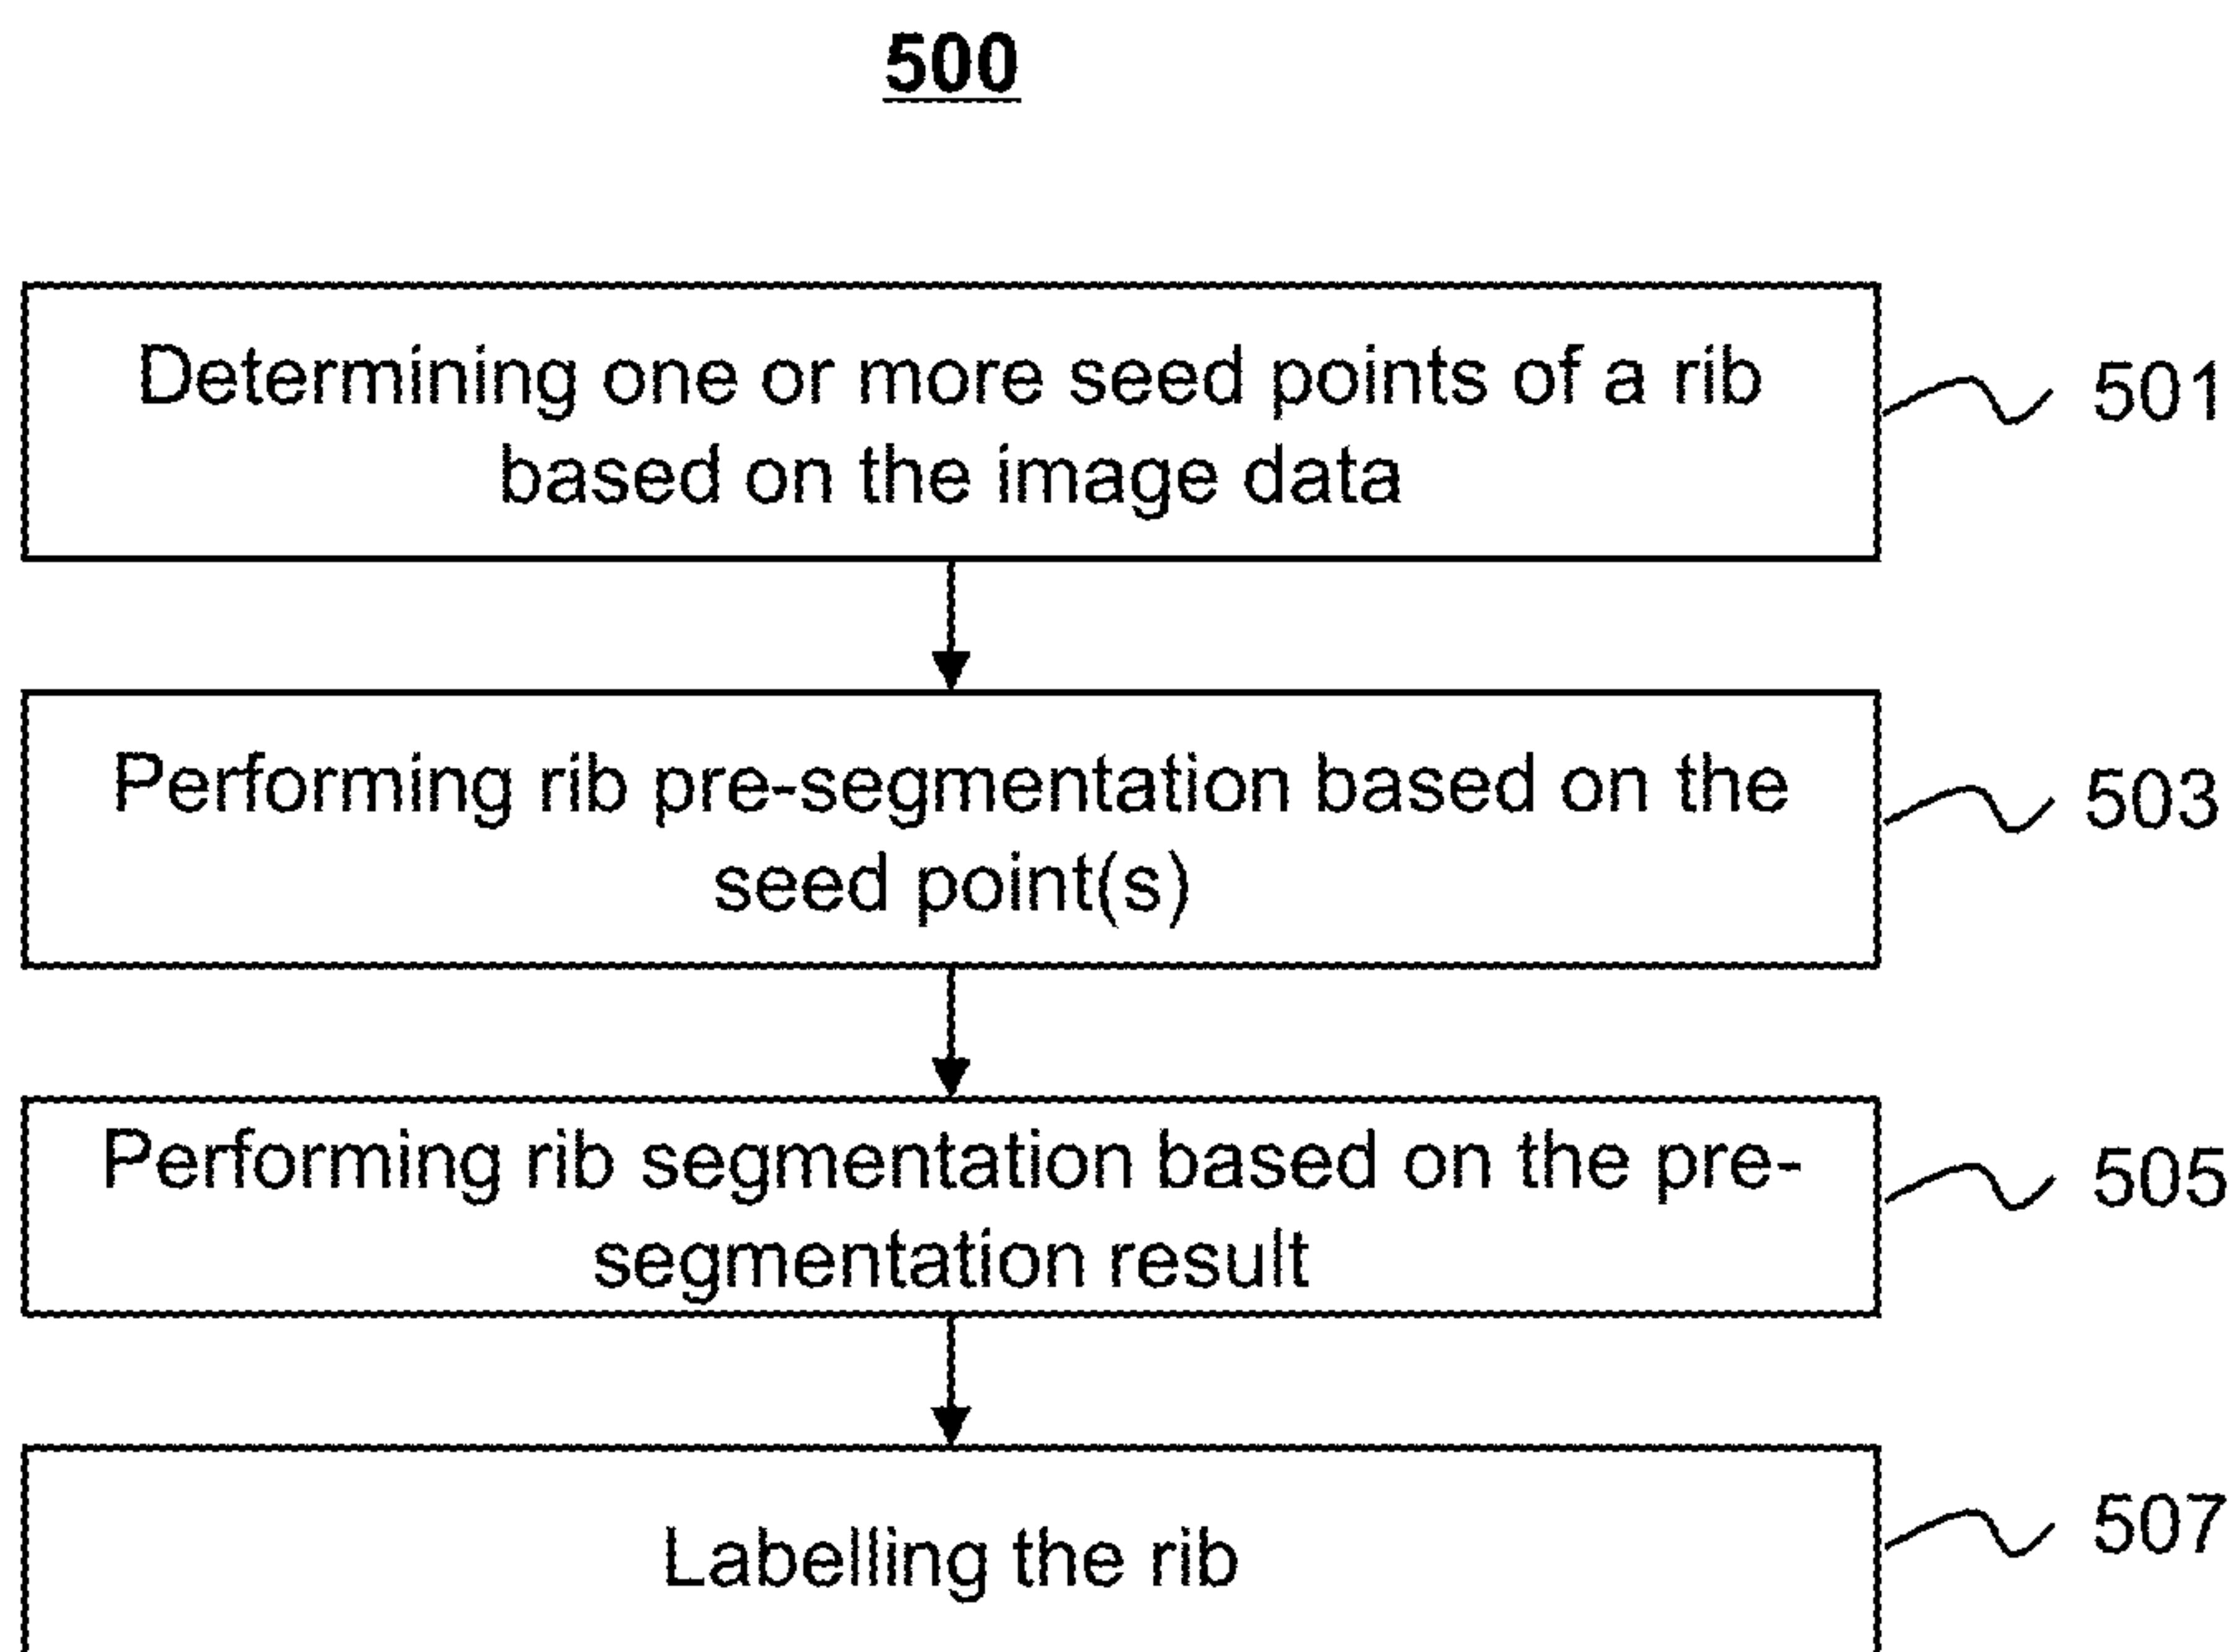 500
Determining one or more seed points of a rib
based on the image data
501
Performing rib pre-segmentation based on the
seed point(s)
503
Performing rib segmentation based on the pre-
segmentation result
505
Labelling the rib
507